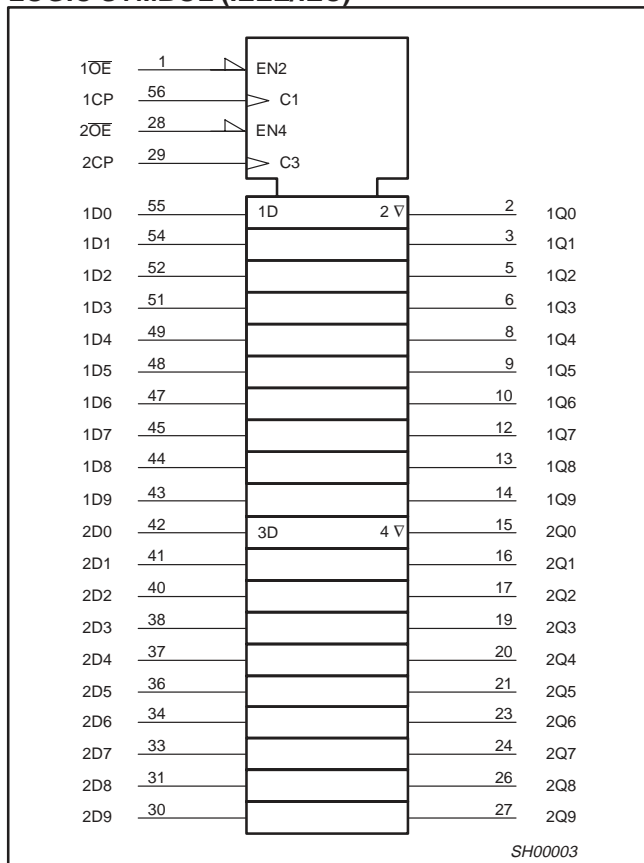 LOGIC SYMBOL (IEEE/IEC)
1O̅E̅ 1 EN2
1CP 56 C1
2O̅E̅ 28 EN4
2CP 29 C3
1D0 55 1D 2 ∇ 2 1Q0
1D1 54 3 1Q1
1D2 52 5 1Q2
1D3 51 6 1Q3
1D4 49 8 1Q4
1D5 48 9 1Q5
1D6 47 10 1Q6
1D7 45 12 1Q7
1D8 44 13 1Q8
1D9 43 14 1Q9
2D0 42 3D 4 ∇ 15 2Q0
2D1 41 16 2Q1
2D2 40 17 2Q2
2D3 38 19 2Q3
2D4 37 20 2Q4
2D5 36 21 2Q5
2D6 34 23 2Q6
2D7 33 24 2Q7
2D8 31 26 2Q8
2D9 30 27 2Q9
SH00003